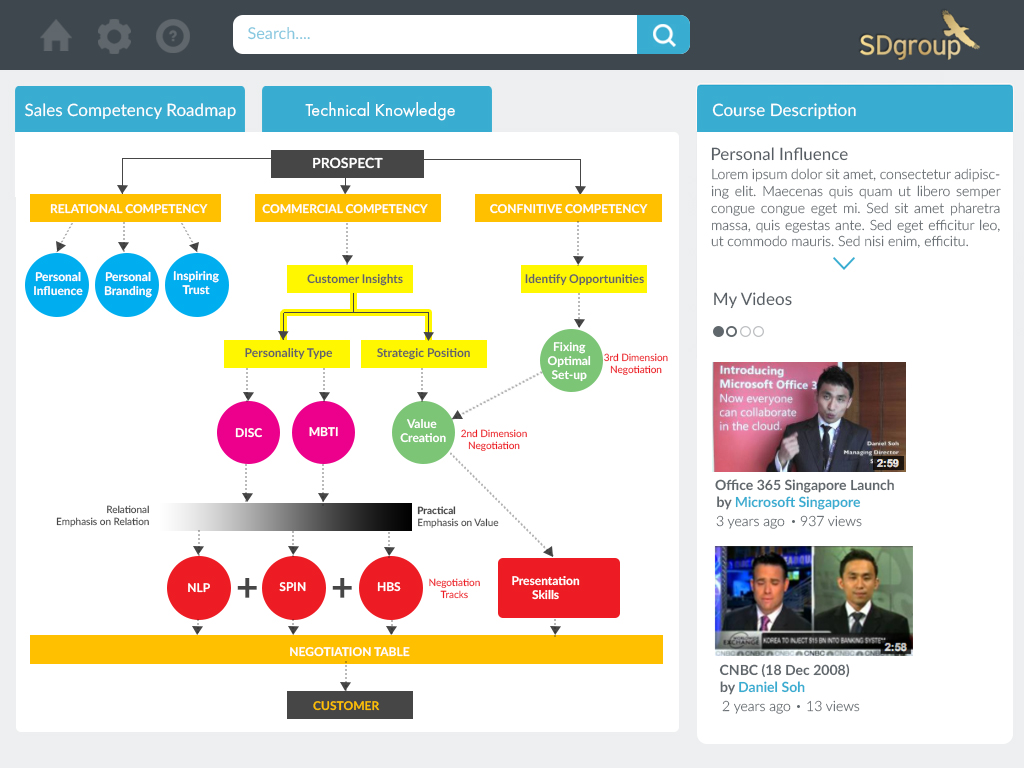 ?
Search....
SDgroup
Sales Competency Roadmap
Technical Knowledge
Course Description
PROSPECT
RELATIONAL COMPETENCY
COMMERCIAL COMPETENCY
CONFNITIVE COMPETENCY
Personal
Influence
Personal
Branding
Inspiring
Trust
Customer Insights
Identify Opportunities
Personality Type
Strategic Position
Fixing
Optimal
Set-up
3rd Dimension
Negotiation
DISC
MBTI
Value
Creation
2nd Dimension
Negotiation
Relational
Emphasis on Relation
Practical
Emphasis on Value
NLP
+
SPIN
+
HBS
Negotiation
Tracks
Presentation
Skills
NEGOTIATION TABLE
CUSTOMER
Personal Influence
Lorem ipsum dolor sit amet, consectetur adipisc-
ing elit. Maecenas quis quam ut libero semper
congue congue eget mi. Sed sit amet pharetra
massa, quis egestas ante. Sed eget efficitur leo,
ut commodo mauris. Sed nisi enim, efficitu.
My Videos
Introducing
Microsoft Office 3
Now everyone
can collaborate
in the cloud.
Daniel Soh
Managing Director
2:59
Office 365 Singapore Launch
by Microsoft Singapore
3 years ago • 937 views
EXCHANGE
KOREA TO INJECT $15 BN INTO BANKING SYSTE
CNBC CNBC CNBC CNBC
2:58
CNBC (18 Dec 2008)
by Daniel Soh
2 years ago • 13 views